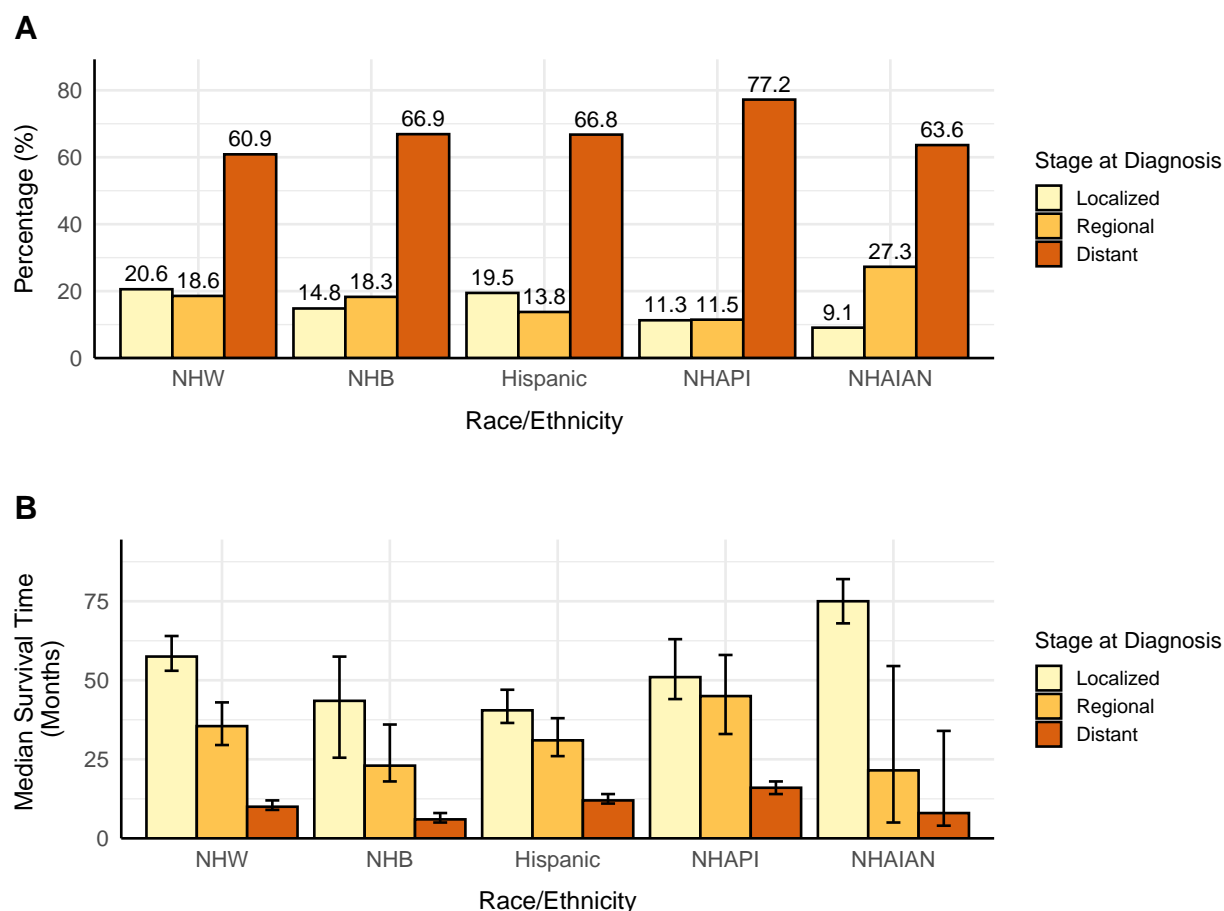 A
80
60
40
20
0
Percentage (%)
20.6 18.6 60.9 14.8 18.3 66.9 19.5 13.8 66.8 11.3 11.5 77.2 9.1 27.3 63.6
NHW NHB Hispanic NHAPI NHAIAN
Race/Ethnicity
Stage at Diagnosis
Localized
Regional
Distant
B
75
50
25
0
Median Survival Time
(Months)
NHW NHB Hispanic NHAPI NHAIAN
Race/Ethnicity
Stage at Diagnosis
Localized
Regional
Distant